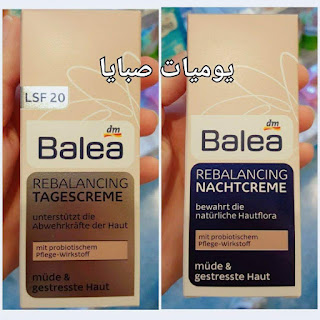 يوميات صبايا
LSF 20
dm
Balea
REBALANCING
TAGESCREME
unterstützt die
Abwehrkräfte der Haut
mit probiotischem
Pflege-Wirkstoff
müde &
gestresste Haut
dm
Balea
REBALANCING
NACHTCREME
bewahrt die
natürliche Hautflora
mit probiotischem
Pflege-Wirkstoff
müde &
gestresste Haut